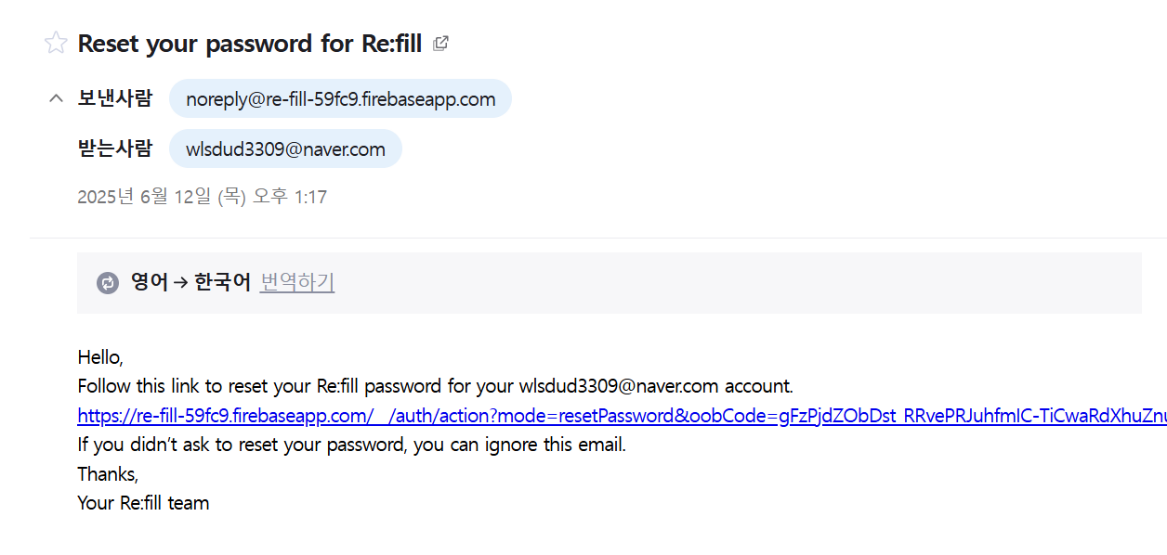 Reset your password for Re:fill
보낸사람 noreply@re-fill-59fc9.firebaseapp.com
받는사람 wlsdud3309@naver.com
2025년 6월 12일 (목) 오후 1:17
영어 → 한국어 번역하기
Hello,
Follow this link to reset your Re:fill password for your wlsdud3309@naver.com account.
https://re-fill-59fc9.firebaseapp.com/__/auth/action?mode=resetPassword&oobCode=gFzPjdZObDst_RRvePRJuhfmIC-TiCwaRdXhuZnu
If you didn’t ask to reset your password, you can ignore this email.
Thanks,
Your Re:fill team